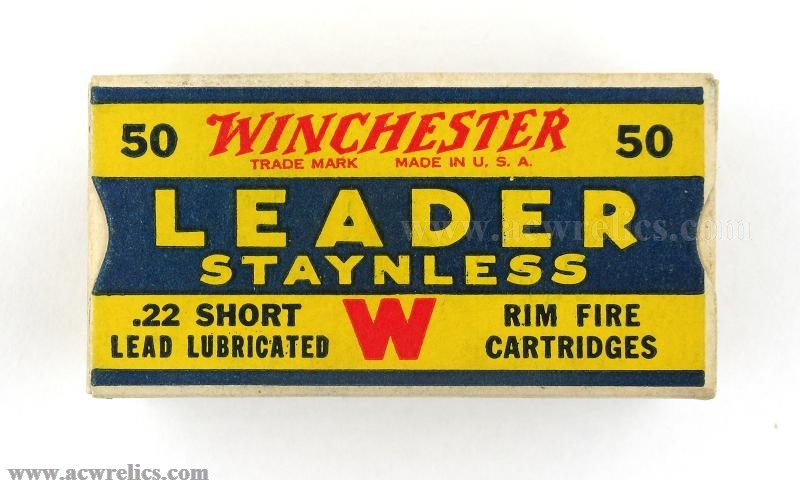 50 WINCHESTER 50
TRADE MARK MADE IN U. S. A.
LEADER
www.acwrelics.com
STAYNLESS
.22 SHORT W RIM FIRE
LEAD LUBRICATED CARTRIDGES
www.acwrelics.com